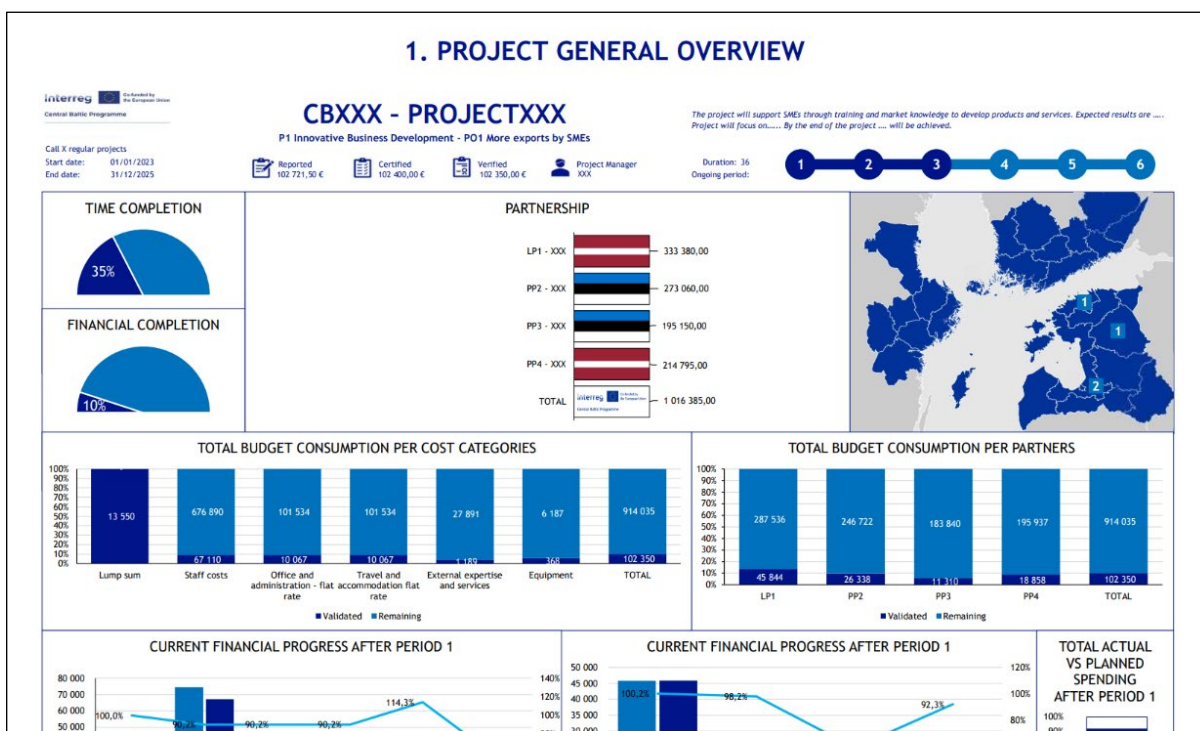 1. PROJECT GENERAL OVERVIEW
Interreg
Co-funded by
the European Union
Central Baltic Programme
CBXXX - PROJECTXXX
P1 Innovative Business Development - PO1 More exports by SMEs
The project will support SMEs through training and market knowledge to develop products and services. Expected results are .....
Project will focus on...... By the end of the project .... will be achieved.
Call X regular projects
Start date: 01/01/2023
End date: 31/12/2025
Reported
102 721,50 €
Certified
102 400,00 €
Verified
102 350,00 €
Project Manager
XXX
Duration: 36
Ongoing period:
1 2 3 4 5 6
TIME COMPLETION
35%
FINANCIAL COMPLETION
10%
PARTNERSHIP
LP1 - XXX 333 380,00
PP2 - XXX 273 060,00
PP3 - XXX 195 150,00
PP4 - XXX 214 795,00
TOTAL 1 016 385,00
Interreg
Central Baltic Programme
1
1
2
TOTAL BUDGET CONSUMPTION PER COST CATEGORIES
100%
90%
80%
70%
60%
50%
40%
30%
20%
10%
0%
13 550 676 890 101 534 101 534 27 891 6 187 914 035
67 110 10 067 10 067 1 189 368 102 350
Lump sum Staff costs Office and administration - flat rate Travel and accommodation flat rate External expertise and services Equipment TOTAL
Validated Remaining
TOTAL BUDGET CONSUMPTION PER PARTNERS
100%
90%
80%
70%
60%
50%
40%
30%
20%
10%
0%
287 536 246 722 183 840 195 937 914 035
45 844 26 338 11 310 18 858 102 350
LP1 PP2 PP3 PP4 TOTAL
Validated Remaining
CURRENT FINANCIAL PROGRESS AFTER PERIOD 1
80 000
70 000
60 000
50 000
100,0% 90,2% 90,2% 90,2% 114,3%
140%
120%
100%
CURRENT FINANCIAL PROGRESS AFTER PERIOD 1
50 000
45 000
40 000
35 000
30 000
100,2% 98,2% 92,3%
120%
100%
80%
TOTAL ACTUAL
VS PLANNED
SPENDING
AFTER PERIOD 1
100%
90%